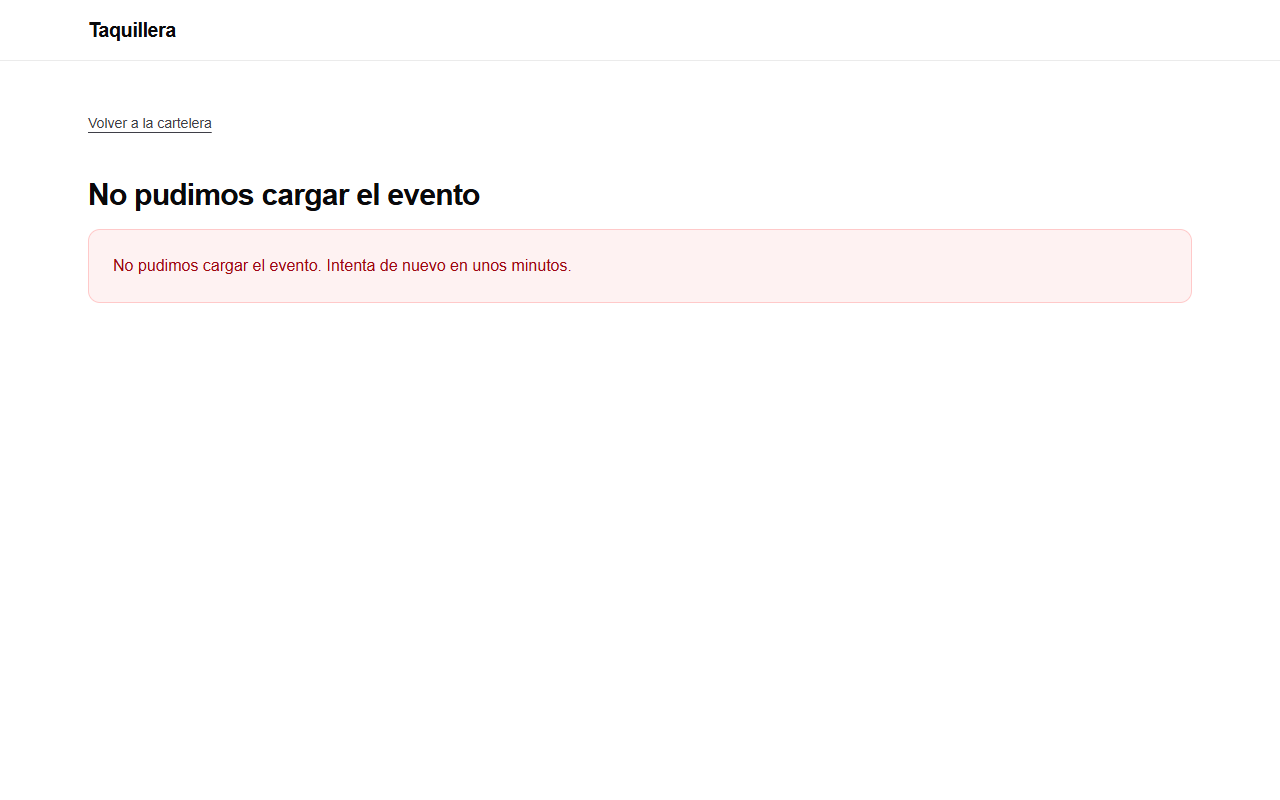 Taquillera
Volver a la cartelera
No pudimos cargar el evento
No pudimos cargar el evento. Intenta de nuevo en unos minutos.